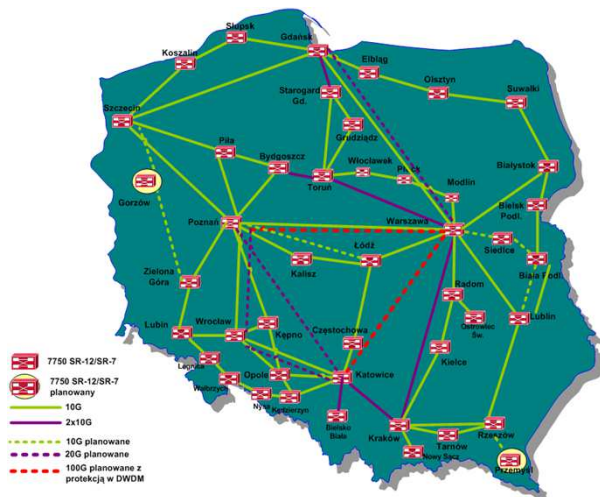 Słupsk
Gdańsk
Koszalin
Elbląg
Olsztyn
Suwałki
Starogard
Gd.
Szczecin
Grudziądz
Piła
Bydgoszcz
Włocławek
Płock
Białystok
Toruń
Modlin
Gorzów
Bielsk
Podl.
Poznań
Warszawa
Siedlce
Łódź
Biała Podl.
Kalisz
Zielona
Góra
Radom
Lublin
Ostrowiec
Św.
Lubin
Wrocław
Kępno
Częstochowa
Kielce
Legnica
Opole
Katowice
Wałbrzych
Nysa
Kędzierzyn
Bielsko
Biała
Kraków
Tarnów
Rzeszów
Nowy Sącz
Przemyśl
7750 SR-12/SR-7
7750 SR-12/SR-7
planowany
10G
2x10G
10G planowane
20G planowane
100G planowane z
protekcją w DWDM